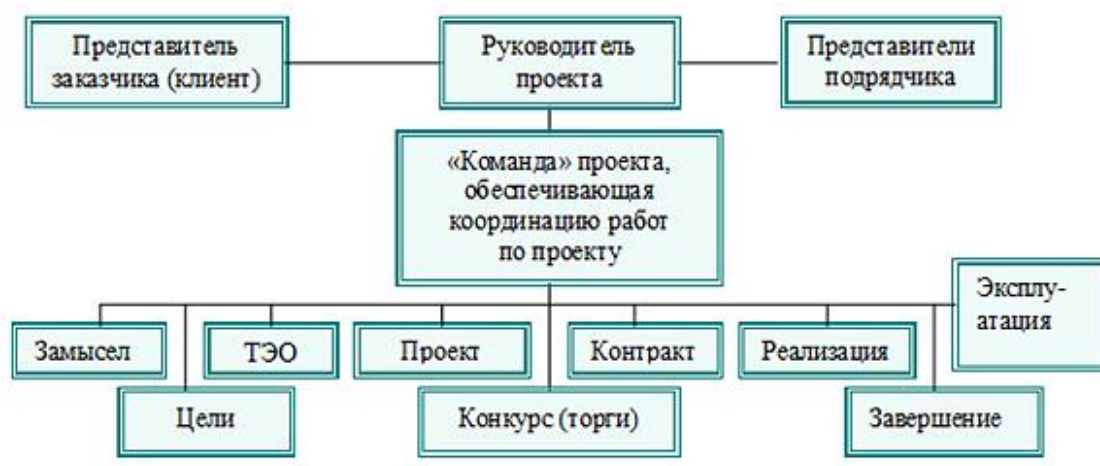 Представитель
заказчика (клиент)
Руководитель
проекта
Представители
подрядчика
«Команда» проекта,
обеспечивающая
координацию работ
по проекту
Эксплу-
атация
Замысел
ТЭО
Проект
Контракт
Реализация
Цели
Конкурс (торги)
Завершение